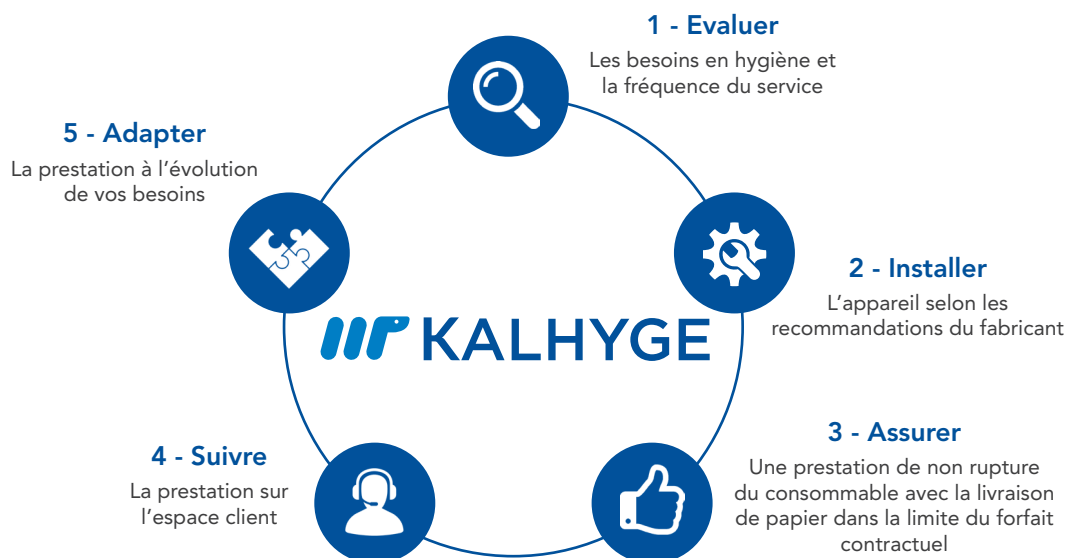 1 - Evaluer
Les besoins en hygiène et
la fréquence du service
5 - Adapter
La prestation à l'évolution
de vos besoins
2 - Installer
L'appareil selon les
recommandations du fabricant
KALHYGE
3 - Assurer
Une prestation de non rupture
du consommable avec la livraison
de papier dans la limite du forfait
contractuel
4 - Suivre
La prestation sur
l'espace client